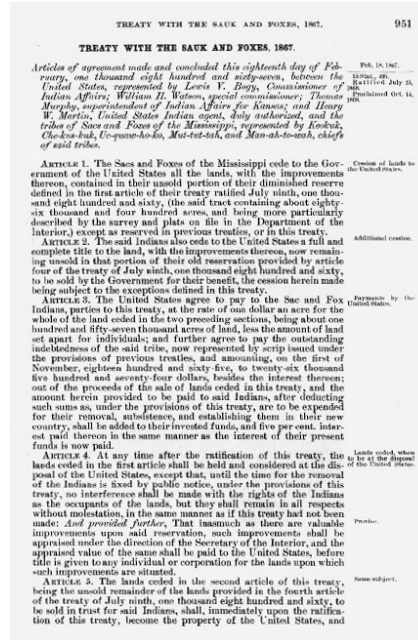 TREATY WITH THE SAUK AND FOXES, 1867.
951
TREATY WITH THE SAUK AND FOXES, 1867.
Articles of agreement made and concluded this eighteenth day of Feb-
ruary, one thousand eight hundred and sixty-seven, between the
United States, represented by Lewis V. Bogy, Commissioner of
Indian Affairs; William H. Watson, special commissioner; Thomas
Murphy, superintendent of Indian Affairs for Kansas; and Henry
W. Martin, United States Indian agent, duly authorized, and the
tribes of Sacs and Foxes of the Mississippi, represented by Keokuk,
Che-kus-kuk, Uc-quaw-ho-ko, Mut-tut-tah, and Man-ah-to-wah, chiefs
of said tribes.
Feb. 18, 1867.
15 Stat., 495.
Ratified July 25,
1868.
Proclaimed Oct. 14,
1868.
ARTICLE 1. The Sacs and Foxes of the Mississippi cede to the Gov-
ernment of the United States all the lands, with the improvements
thereon, contained in their unsold portion of their diminished reserve
defined in the first article of their treaty ratified July ninth, one thou-
sand eight hundred and sixty, (the said tract containing about eighty-
six thousand and four hundred acres, and being more particularly
described by the survey and plats on file in the Department of the
Interior,) except as reserved in previous treaties, or in this treaty.
Cession of lands to
the United States.
ARTICLE 2. The said Indians also cede to the United States a full and
complete title to the land, with the improvements thereon, now remain-
ing unsold in that portion of their old reservation provided by article
four of the treaty of July ninth, one thousand eight hundred and sixty,
to be sold by the Government for their benefit, the cession herein made
being subject to the exceptions defined in this treaty.
Additional cession.
ARTICLE 3. The United States agree to pay to the Sac and Fox
Indians, parties to this treaty, at the rate of one dollar an acre for the
whole of the land ceded in the two preceding sections, being about one
hundred and fifty-seven thousand acres of land, less the amount of land
set apart for individuals; and further agree to pay the outstanding
indebtedness of the said tribe, now represented by scrip issued under
the provisions of previous treaties, and amounting, on the first of
November, eighteen hundred and sixty-five, to twenty-six thousand
five hundred and seventy-four dollars, besides the interest thereon;
out of the proceeds of the sale of lands ceded in this treaty, and the
amount herein provided to be paid to said Indians, after deducting
such sums as, under the provisions of this treaty, are to be expended
for their removal, subsistence, and establishing them in their new
country, shall be added to their invested funds, and five per cent. inter-
est paid thereon in the same manner as the interest of their present
funds is now paid.
Payments by the
United States.
ARTICLE 4. At any time after the ratification of this treaty, the
lands ceded in the first article shall be held and considered at the dis-
posal of the United States, except that, until the time for the removal
of the Indians is fixed by public notice, under the provisions of this
treaty, no interference shall be made with the rights of the Indians
as the occupants of the lands, but they shall remain in all respects
without molestation, in the same manner as if this treaty had not been
made: And provided further, That inasmuch as there are valuable
improvements upon said reservation, such improvements shall be
appraised under the direction of the Secretary of the Interior, and the
appraised value of the same shall be paid to the United States, before
title is given to any individual or corporation for the lands upon which
such improvements are situated.
Lands ceded, when
to be at the disposal
of the United States.
Proviso.
ARTICLE 5. The lands ceded in the second article of this treaty,
being the unsold remainder of the lands provided in the fourth article
of the treaty of July ninth, one thousand eight hundred and sixty, to
be sold in trust for said Indians, shall, immediately upon the ratifica-
tion of this treaty, become the property of the United States, and
Same subject.